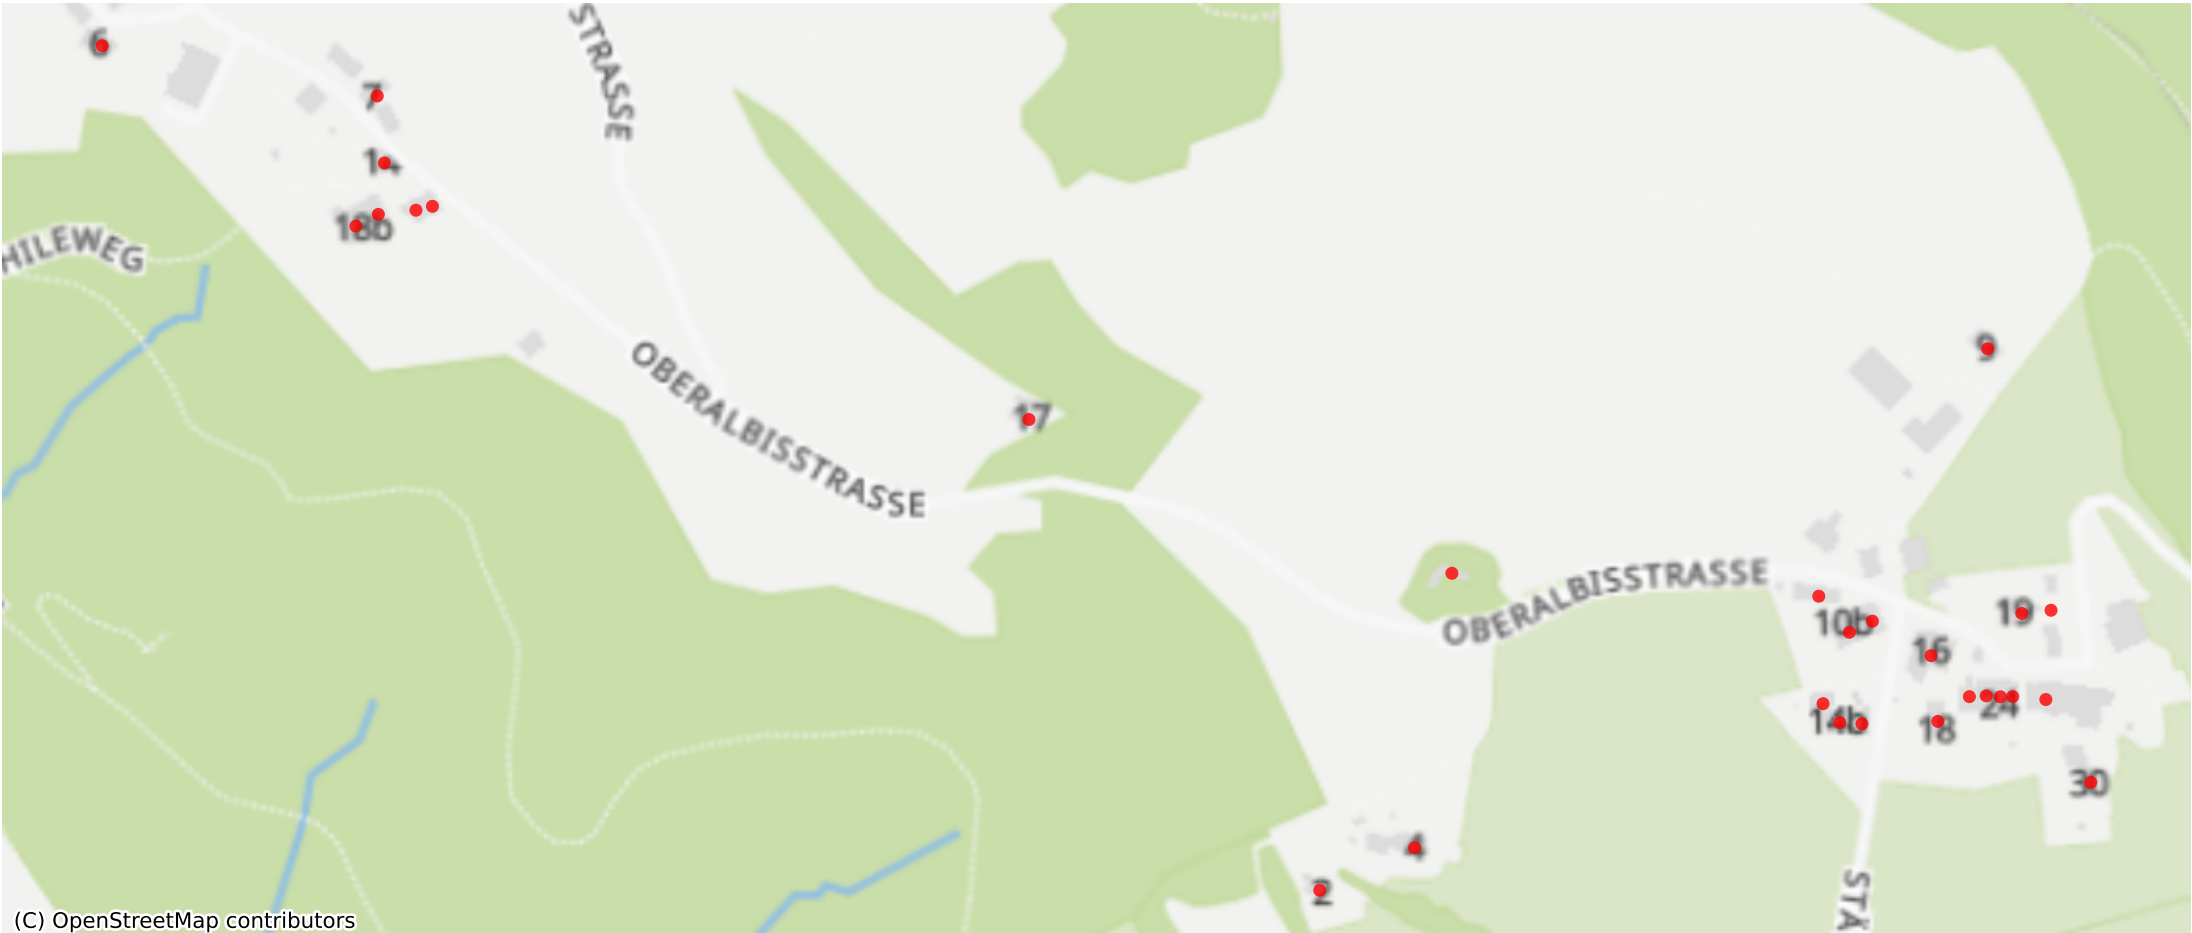 6
STRASSE
7
14
18b
HILEWEG
OBERALBISSTRASSE
17
9
OBERALBISSTRASSE
10b
19
16
14b
24
18
30
4
2
STÄ
(C) OpenStreetMap contributors